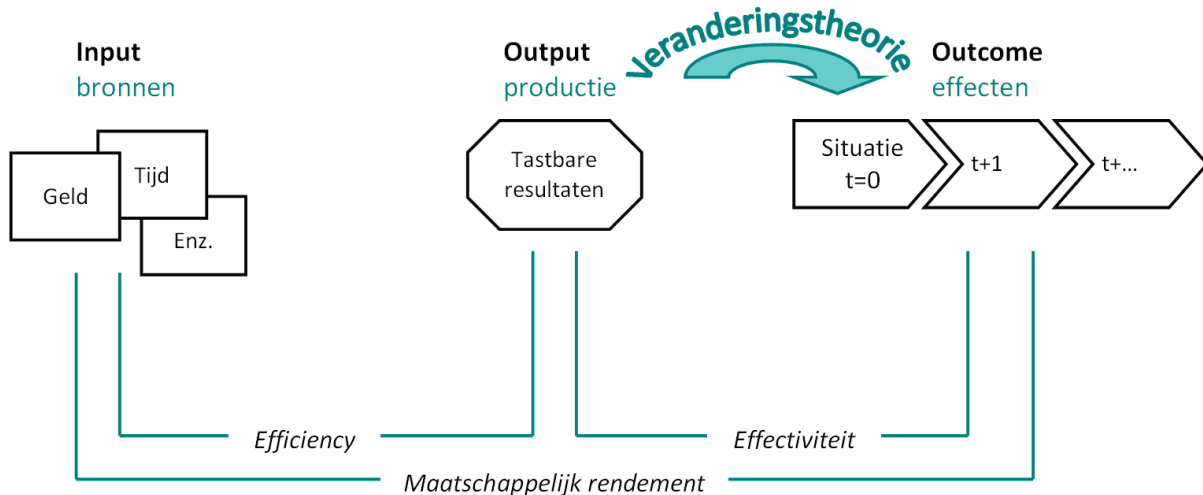 Input
bronnen
Geld
Tijd
Enz.
Output
productie
Tastbare
resultaten
Veranderingstheorie
Outcome
effecten
Situatie
t=0
t+1
t+...
Efficiency
Effectiviteit
Maatschappelijk rendement